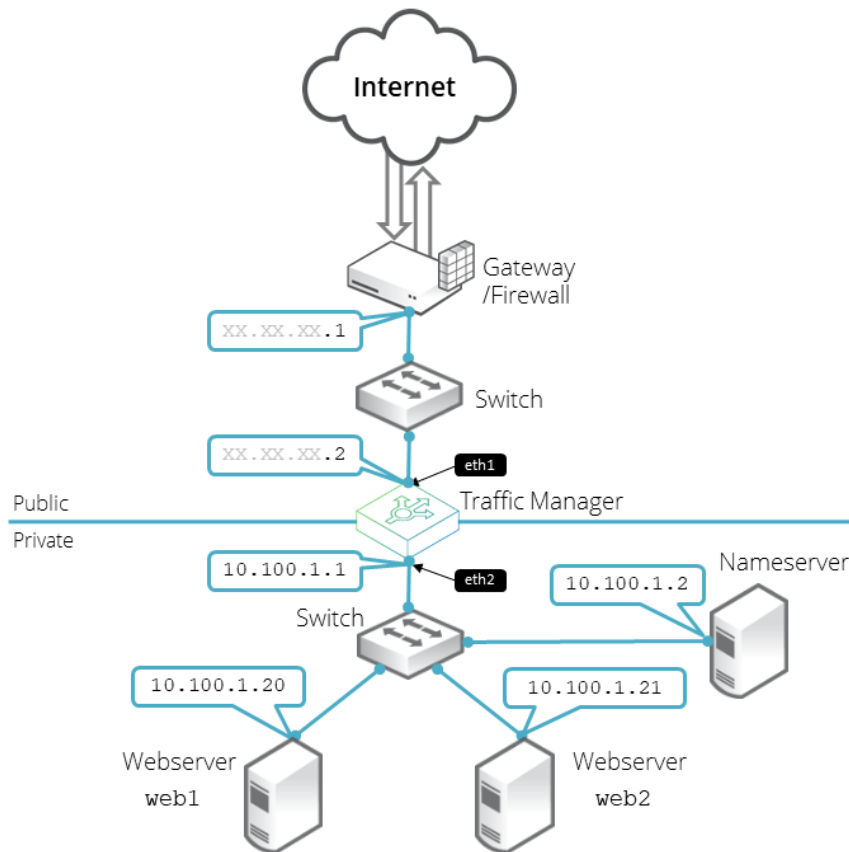 Internet
Gateway
/Firewall
xx.xx.xx.1
Switch
xx.xx.xx.2
eth1
Traffic Manager
Public
Private
10.100.1.1
eth2
Nameserver
10.100.1.2
Switch
10.100.1.20
10.100.1.21
Webserver
web1
Webserver
web2